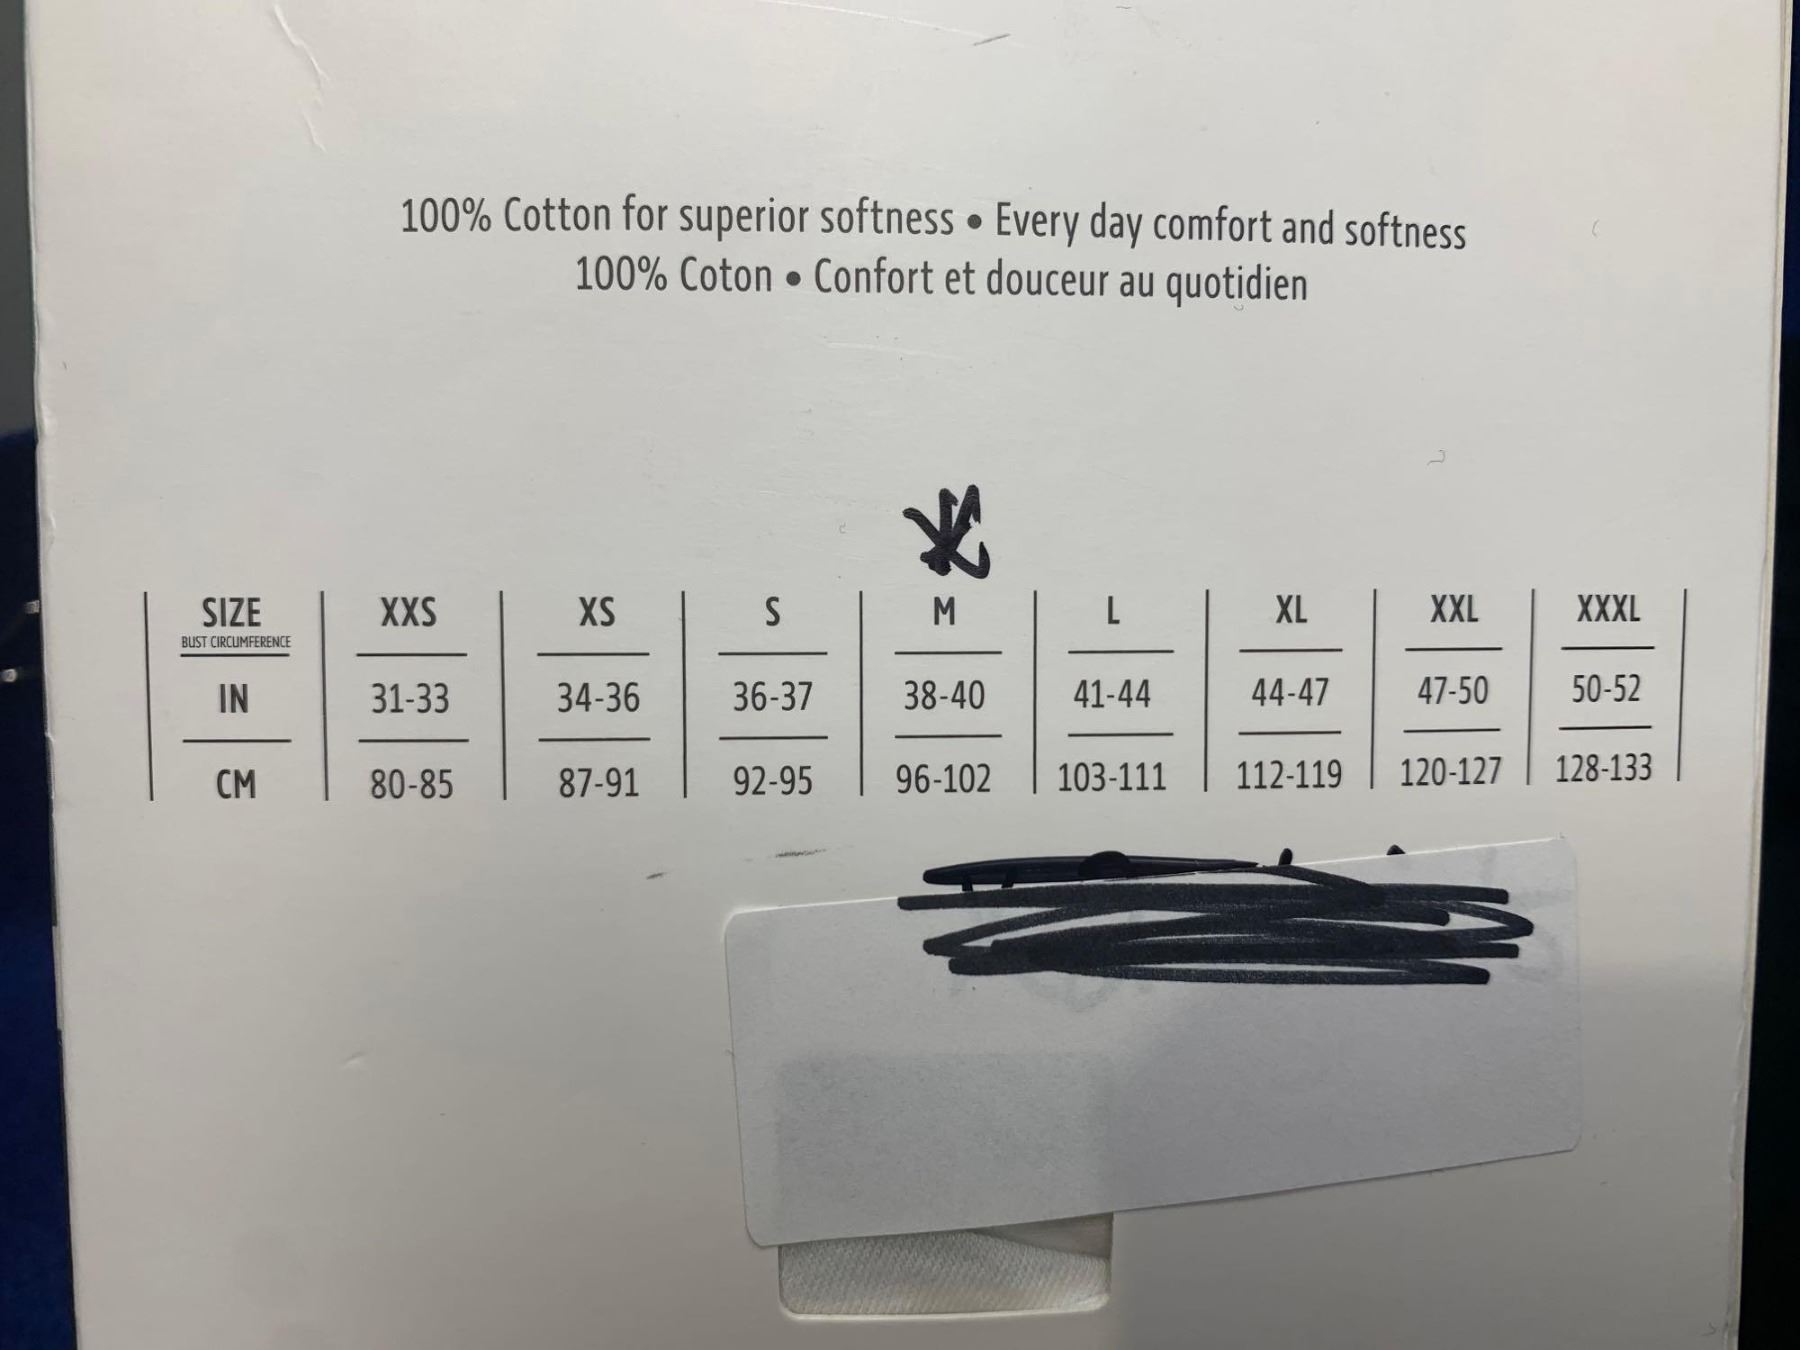 100% Cotton for superior softness • Every day comfort and softness
100% Coton • Confort et douceur au quotidien
SIZE XXS XS S M L XL XXL XXXL
BUST CIRCUMFERENCE
IN 31-33 34-36 36-37 38-40 41-44 44-47 47-50 50-52
CM 80-85 87-91 92-95 96-102 103-111 112-119 120-127 128-133